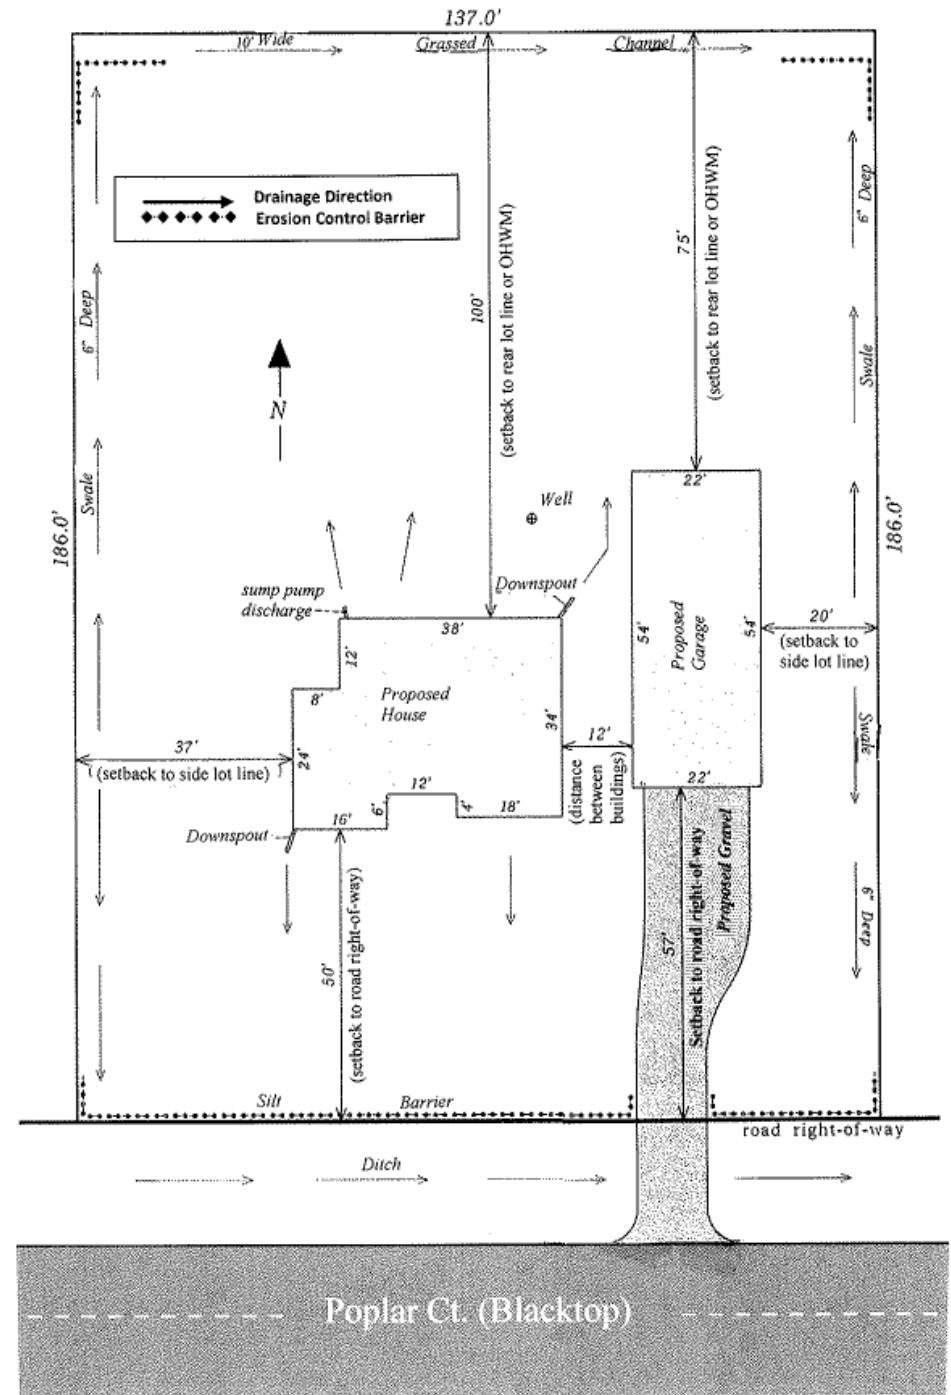 137.0'
10' Wide Grassed Channel
6" Deep
Swale
186.0'
Drainage Direction
Erosion Control Barrier
N
100'
(setback to rear lot line or OHWM)
75'
(setback to rear lot line or OHWM)
6" Deep
Swale
186.0'
Well
22'
sump pump
discharge
Downspout
38'
12'
8'
Proposed
House
34'
24'
54'
Proposed
Garage
54'
20'
(setback to
side lot line)
37'
(setback to side lot line)
12'
(distance
between
buildings)
22'
12'
6'
4'
16'
18'
Downspout
Swale
6" Deep
50'
(setback to road right-of-way)
57'
Setback to road right-of-way
Proposed Gravel
Silt Barrier
road right-of-way
Ditch
Poplar Ct. (Blacktop)